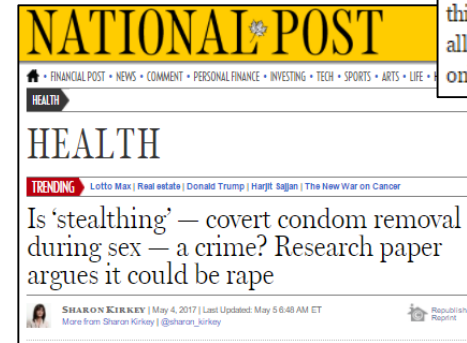 NATIONAL POST
• FINANCIAL POST • NEWS • COMMENT • PERSONAL FINANCE • INVESTING • TECH • SPORTS • ARTS • LIFE •
HEALTH
HEALTH
TRENDING Lotto Max | Real estate | Donald Trump | Harjit Sajjan | The New War on Cancer
Is ‘stealthing’ — covert condom removal
during sex — a crime? Research paper
argues it could be rape
SHARON KIRKEY | May 4, 2017 | Last Updated: May 5 6:48 AM ET
More from Sharon Kirkey | @sharon_kirkey
Republish
Reprint
thi
all
on